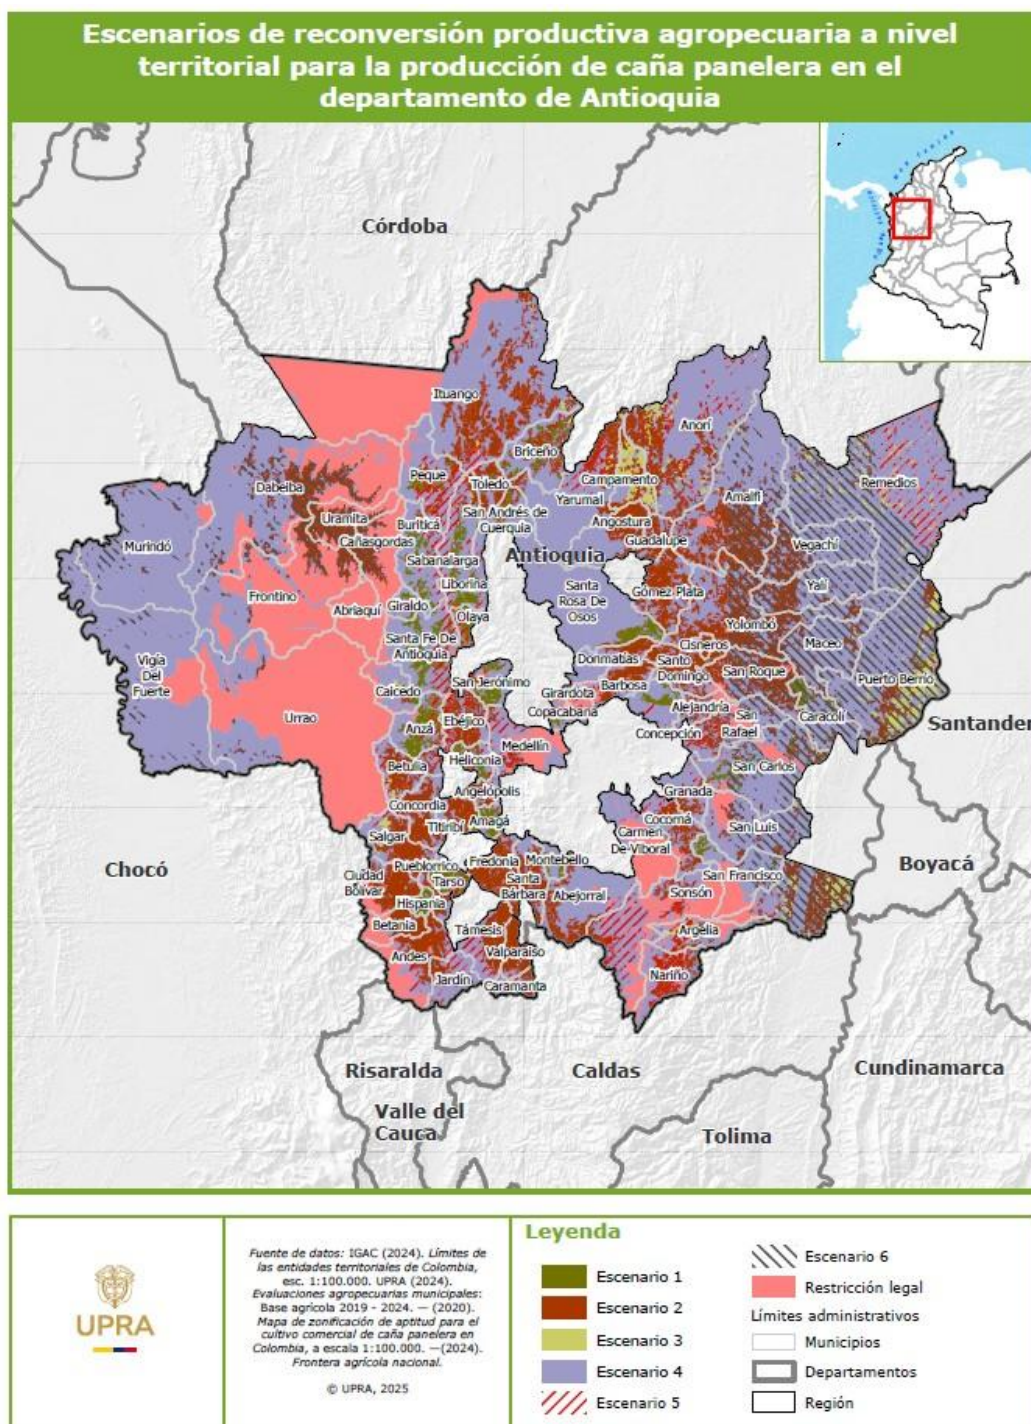 Escenarios de reconversión productiva agropecuaria a nivel
territorial para la producción de caña panelera en el
departamento de Antioquia
Córdoba
Ituango
Anorí
Briceño
Peque
Campamento
Remedios
Dabeiba
Toledo
Yarumal
Amalfi
Uramita
San Andrés de
Cuerquia
Angostura
Buriticá
Murindó
Cañasgordas
Guadalupe
Vegachí
Antioquia
Sabanalarga
Liborina
Yalí
Frontino
Santa
Rosa De
Osos
Gómez Plata
Abriaquí
Giraldo
Olaya
Yolombó
Santa Fe De
Antioquia
Cisneros
Maceo
Donmatías
Santo
Domingo
San Roque
Vigía
Del
Fuerte
San Jerónimo
Puerto Berrío
Caicedo
Girardota
Barbosa
Urrao
Copacabana
Alejandría
San
Rafael
Caracolí
Santander
Anzá
Ebéjico
Concepción
Medellín
Betulia
Heliconia
San Carlos
Angelópolis
Granada
Concordia
Titiribí
Amagá
Cocorná
San Luis
Salgar
Carmen
De Viboral
Chocó
Pueblorrico
Fredonia
Montebello
Boyacá
Ciudad
Bolívar
Tarso
Santa
Bárbara
San Francisco
Abejorral
Sonsón
Hispania
Betania
Támesis
Argelia
Andes
Valparaíso
Jardín
Nariño
Caramanta
Risaralda
Caldas
Cundinamarca
Valle del
Cauca
Tolima
UPRA
Fuente de datos: IGAC (2024). Límites de
las entidades territoriales de Colombia,
esc. 1:100.000. UPRA (2024).
Evaluaciones agropecuarias municipales:
Base agrícola 2019 - 2024. — (2020).
Mapa de zonificación de aptitud para el
cultivo comercial de caña panelera en
Colombia, a escala 1:100.000. —(2024).
Frontera agrícola nacional.
© UPRA, 2025
Leyenda
Escenario 1
Escenario 2
Escenario 3
Escenario 4
Escenario 5
Escenario 6
Restricción legal
Límites administrativos
Municipios
Departamentos
Región